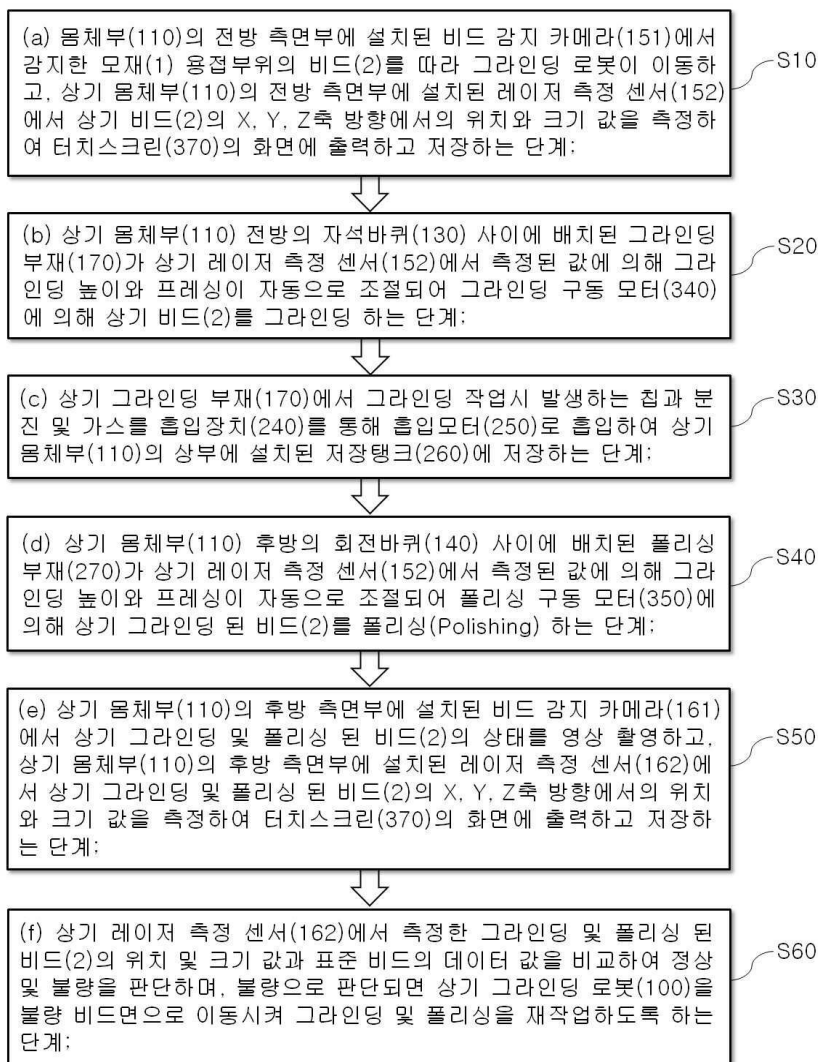 (a) 몸체부(110)의 전방 측면부에 설치된 비드 감지 카메라(151)에서
감지한 모재(1) 용접부위의 비드(2)를 따라 그라인딩 로봇이 이동하
고, 상기 몸체부(110)의 전방 측면부에 설치된 레이저 측정 센서(152)
에서 상기 비드(2)의 X, Y, Z축 방향에서의 위치와 크기 값을 측정하
여 터치스크린(370)의 화면에 출력하고 저장하는 단계;
S10
(b) 상기 몸체부(110) 전방의 자석바퀴(130) 사이에 배치된 그라인딩
부재(170)가 상기 레이저 측정 센서(152)에서 측정된 값에 의해 그라
인딩 높이와 프레싱이 자동으로 조절되어 그라인딩 구동 모터(340)
에 의해 상기 비드(2)를 그라인딩 하는 단계;
S20
(c) 상기 그라인딩 부재(170)에서 그라인딩 작업시 발생하는 칩과 분
진 및 가스를 흡입장치(240)를 통해 흡입모터(250)로 흡입하여 상기
몸체부(110)의 상부에 설치된 저장탱크(260)에 저장하는 단계;
S30
(d) 상기 몸체부(110) 후방의 회전바퀴(140) 사이에 배치된 폴리싱
부재(270)가 상기 레이저 측정 센서(152)에서 측정된 값에 의해 그라
인딩 높이와 프레싱이 자동으로 조절되어 폴리싱 구동 모터(350)에
의해 상기 그라인딩 된 비드(2)를 폴리싱(Polishing) 하는 단계;
S40
(e) 상기 몸체부(110)의 후방 측면부에 설치된 비드 감지 카메라(161)
에서 상기 그라인딩 및 폴리싱 된 비드(2)의 상태를 영상 촬영하고,
상기 몸체부(110)의 후방 측면부에 설치된 레이저 측정 센서(162)에
서 상기 그라인딩 및 폴리싱 된 비드(2)의 X, Y, Z축 방향에서의 위치
와 크기 값을 측정하여 터치스크린(370)의 화면에 출력하고 저장하
는 단계;
S50
(f) 상기 레이저 측정 센서(162)에서 측정한 그라인딩 및 폴리싱 된
비드(2)의 위치 및 크기 값과 표준 비드의 데이터 값을 비교하여 정상
및 불량을 판단하며, 불량으로 판단되면 상기 그라인딩 로봇(100)을
불량 비드면으로 이동시켜 그라인딩 및 폴리싱을 재작업하도록 하는
단계;
S60